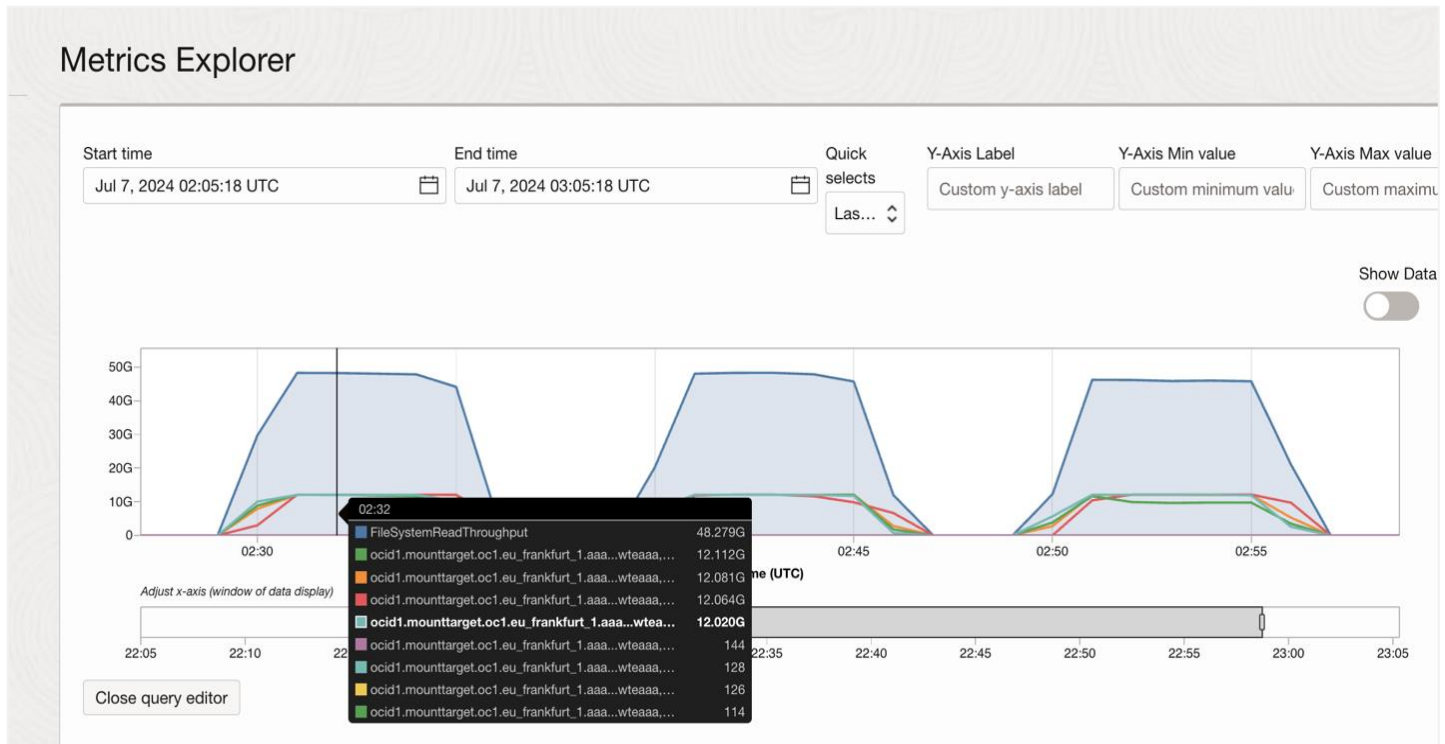 Metrics Explorer
Start time
End time
Quick selects
Y-Axis Label
Y-Axis Min value
Y-Axis Max value
Jul 7, 2024 02:05:18 UTC
Jul 7, 2024 03:05:18 UTC
Las...
Custom y-axis label
Custom minimum valu
Custom maximu
Show Data
50G
40G
30G
20G
10G
0
02:30
02:45
02:50
02:55
me (UTC)
02:32
FileSystemReadThroughput 48.279G
ocid1.mounttarget.oc1.eu_frankfurt_1.aaa...wteaaa,... 12.112G
ocid1.mounttarget.oc1.eu_frankfurt_1.aaa...wteaaa,... 12.081G
ocid1.mounttarget.oc1.eu_frankfurt_1.aaa...wteaaa,... 12.064G
ocid1.mounttarget.oc1.eu_frankfurt_1.aaa...wtea... 12.020G
ocid1.mounttarget.oc1.eu_frankfurt_1.aaa...wteaaa,... 144
ocid1.mounttarget.oc1.eu_frankfurt_1.aaa...wteaaa,... 128
ocid1.mounttarget.oc1.eu_frankfurt_1.aaa...wteaaa,... 126
ocid1.mounttarget.oc1.eu_frankfurt_1.aaa...wteaaa,... 114
Adjust x-axis (window of data display)
22:05 22:10 22 22:35 22:40 22:45 22:50 22:55 23:00 23:05
Close query editor